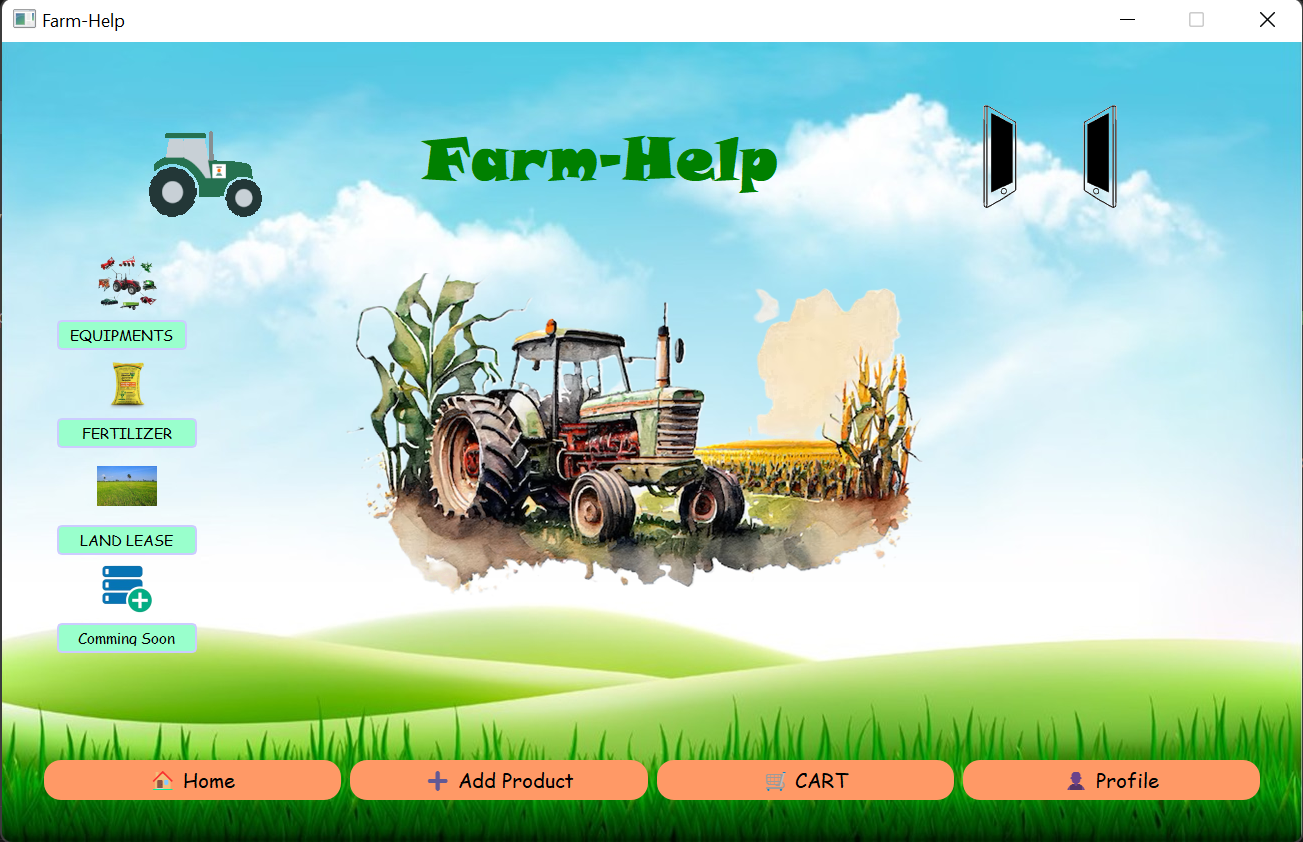 Farm-Help
Farm-Help
EQUIPMENTS
FERTILIZER
LAND LEASE
Comming Soon
Home
Add Product
CART
Profile